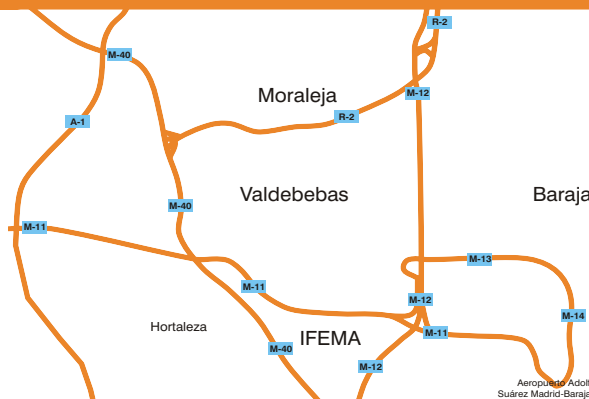 R-2
M-40
M-12
Moraleja
R-2
A-1
Valdebebas
Baraja
M-40
M-11
M-13
M-11
M-12
M-14
Hortaleza
IFEMA
M-11
M-40
M-12
Aeropuerto Adolf
Suárez Madrid-Baraja